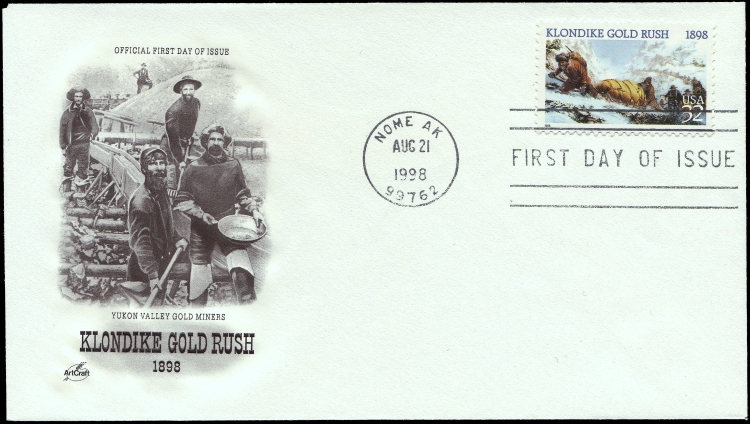 OFFICIAL FIRST DAY OF ISSUE
YUKON VALLEY GOLD MINERS
KLONDIKE GOLD RUSH
1898
ArtCraft
NOME AK
AUG 21
1998
99762
KLONDIKE GOLD RUSH 1898
USA
32
FIRST DAY OF ISSUE